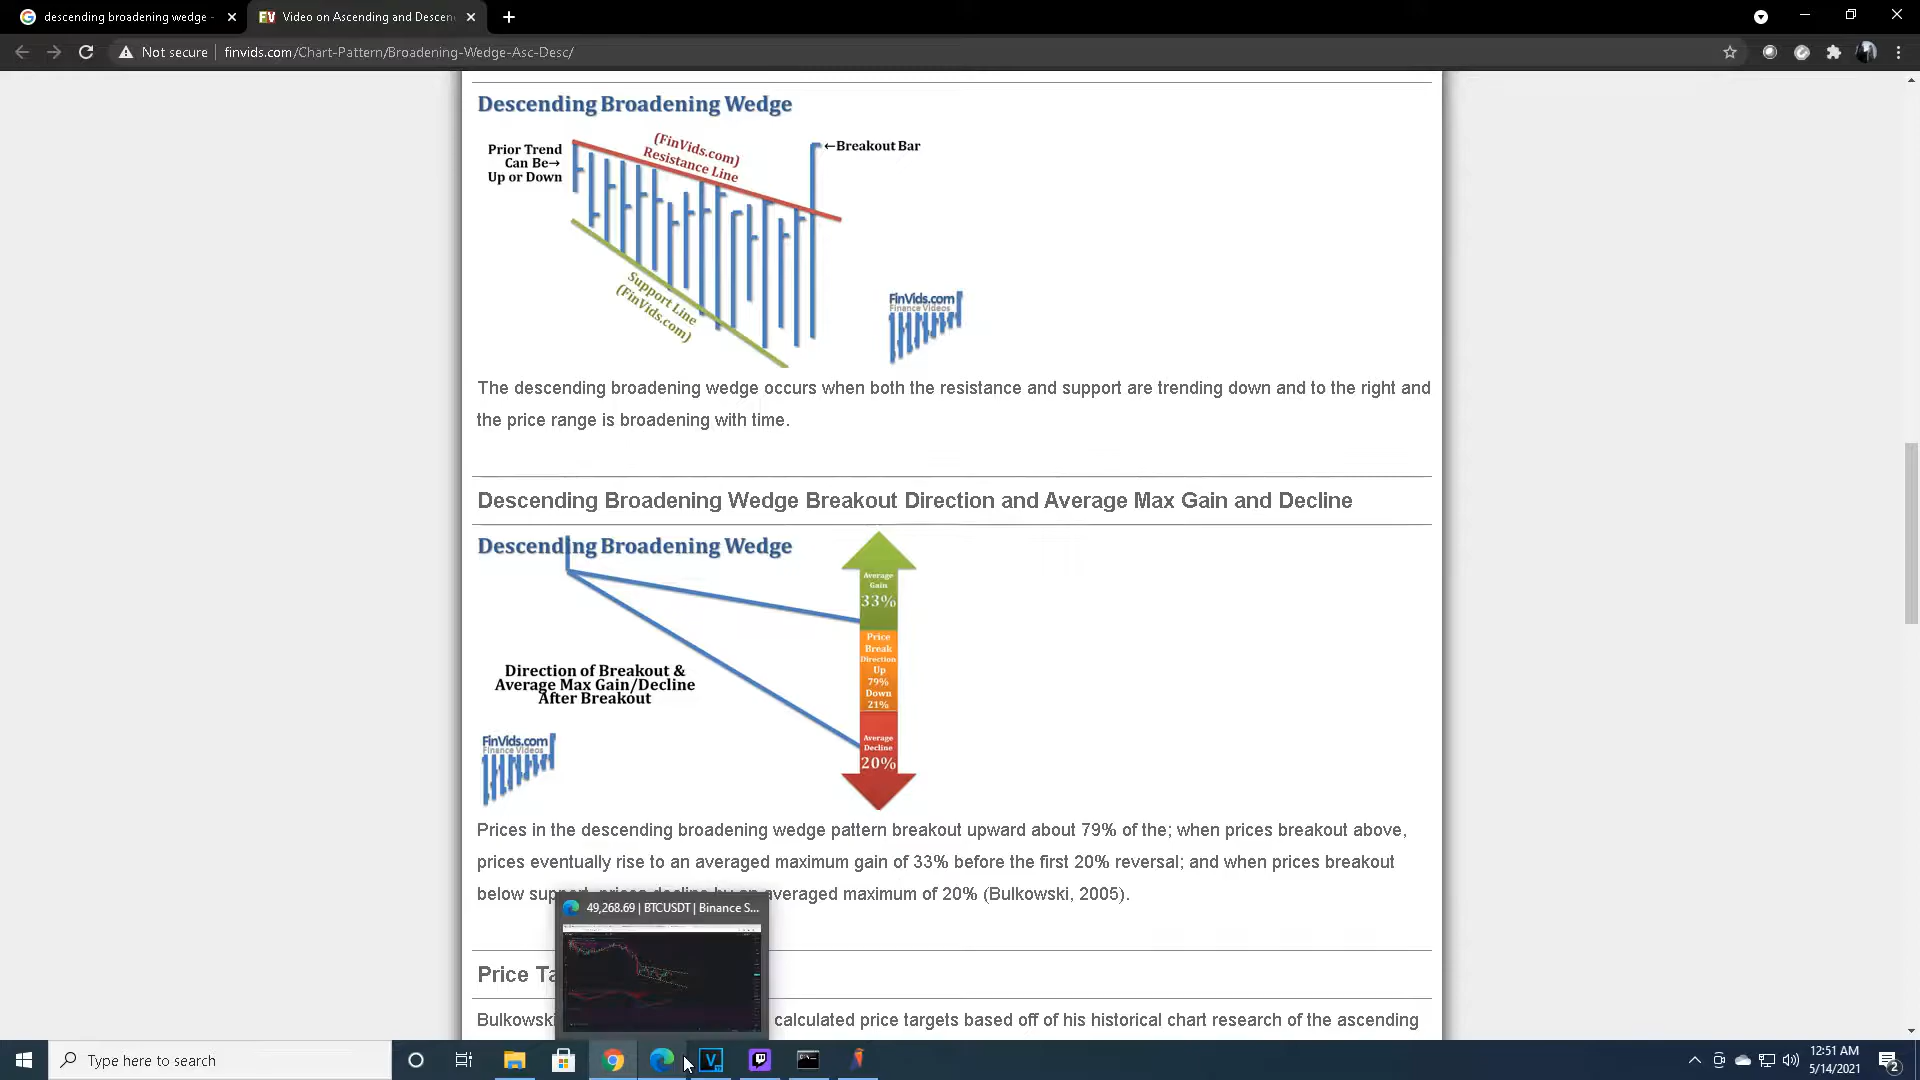 descending broadening wedge -
Video on Ascending and Descen
Not secure
finvids.com/Chart-Pattern/Broadening-Wedge-Asc-Desc/
Descending Broadening Wedge
Prior Trend
Can Be→
Up or Down
(FinVids.com)
Resistance Line
←Breakout Bar
Support Line
(FinVids.com)
FinVids.com
Finance Videos
The descending broadening wedge occurs when both the resistance and support are trending down and to the right and
the price range is broadening with time.
Descending Broadening Wedge Breakout Direction and Average Max Gain and Decline
Descending Broadening Wedge
Average
Gain
33%
Price
Break
Direction
Up
79%
Down
21%
Average
Decline
20%
Direction of Breakout &
Average Max Gain/Decline
After Breakout
FinVids.com
Finance Videos
Prices in the descending broadening wedge pattern breakout upward about 79% of the; when prices breakout above,
prices eventually rise to an averaged maximum gain of 33% before the first 20% reversal; and when prices breakout
below support, prices decline by an averaged maximum of 20% (Bulkowski, 2005).
49,268.69 | BTCUSDT | Binance S...
Price Ta
Bulkowski calculated price targets based off of his historical chart research of the ascending
Type here to search
12:51 AM
5/14/2021
2